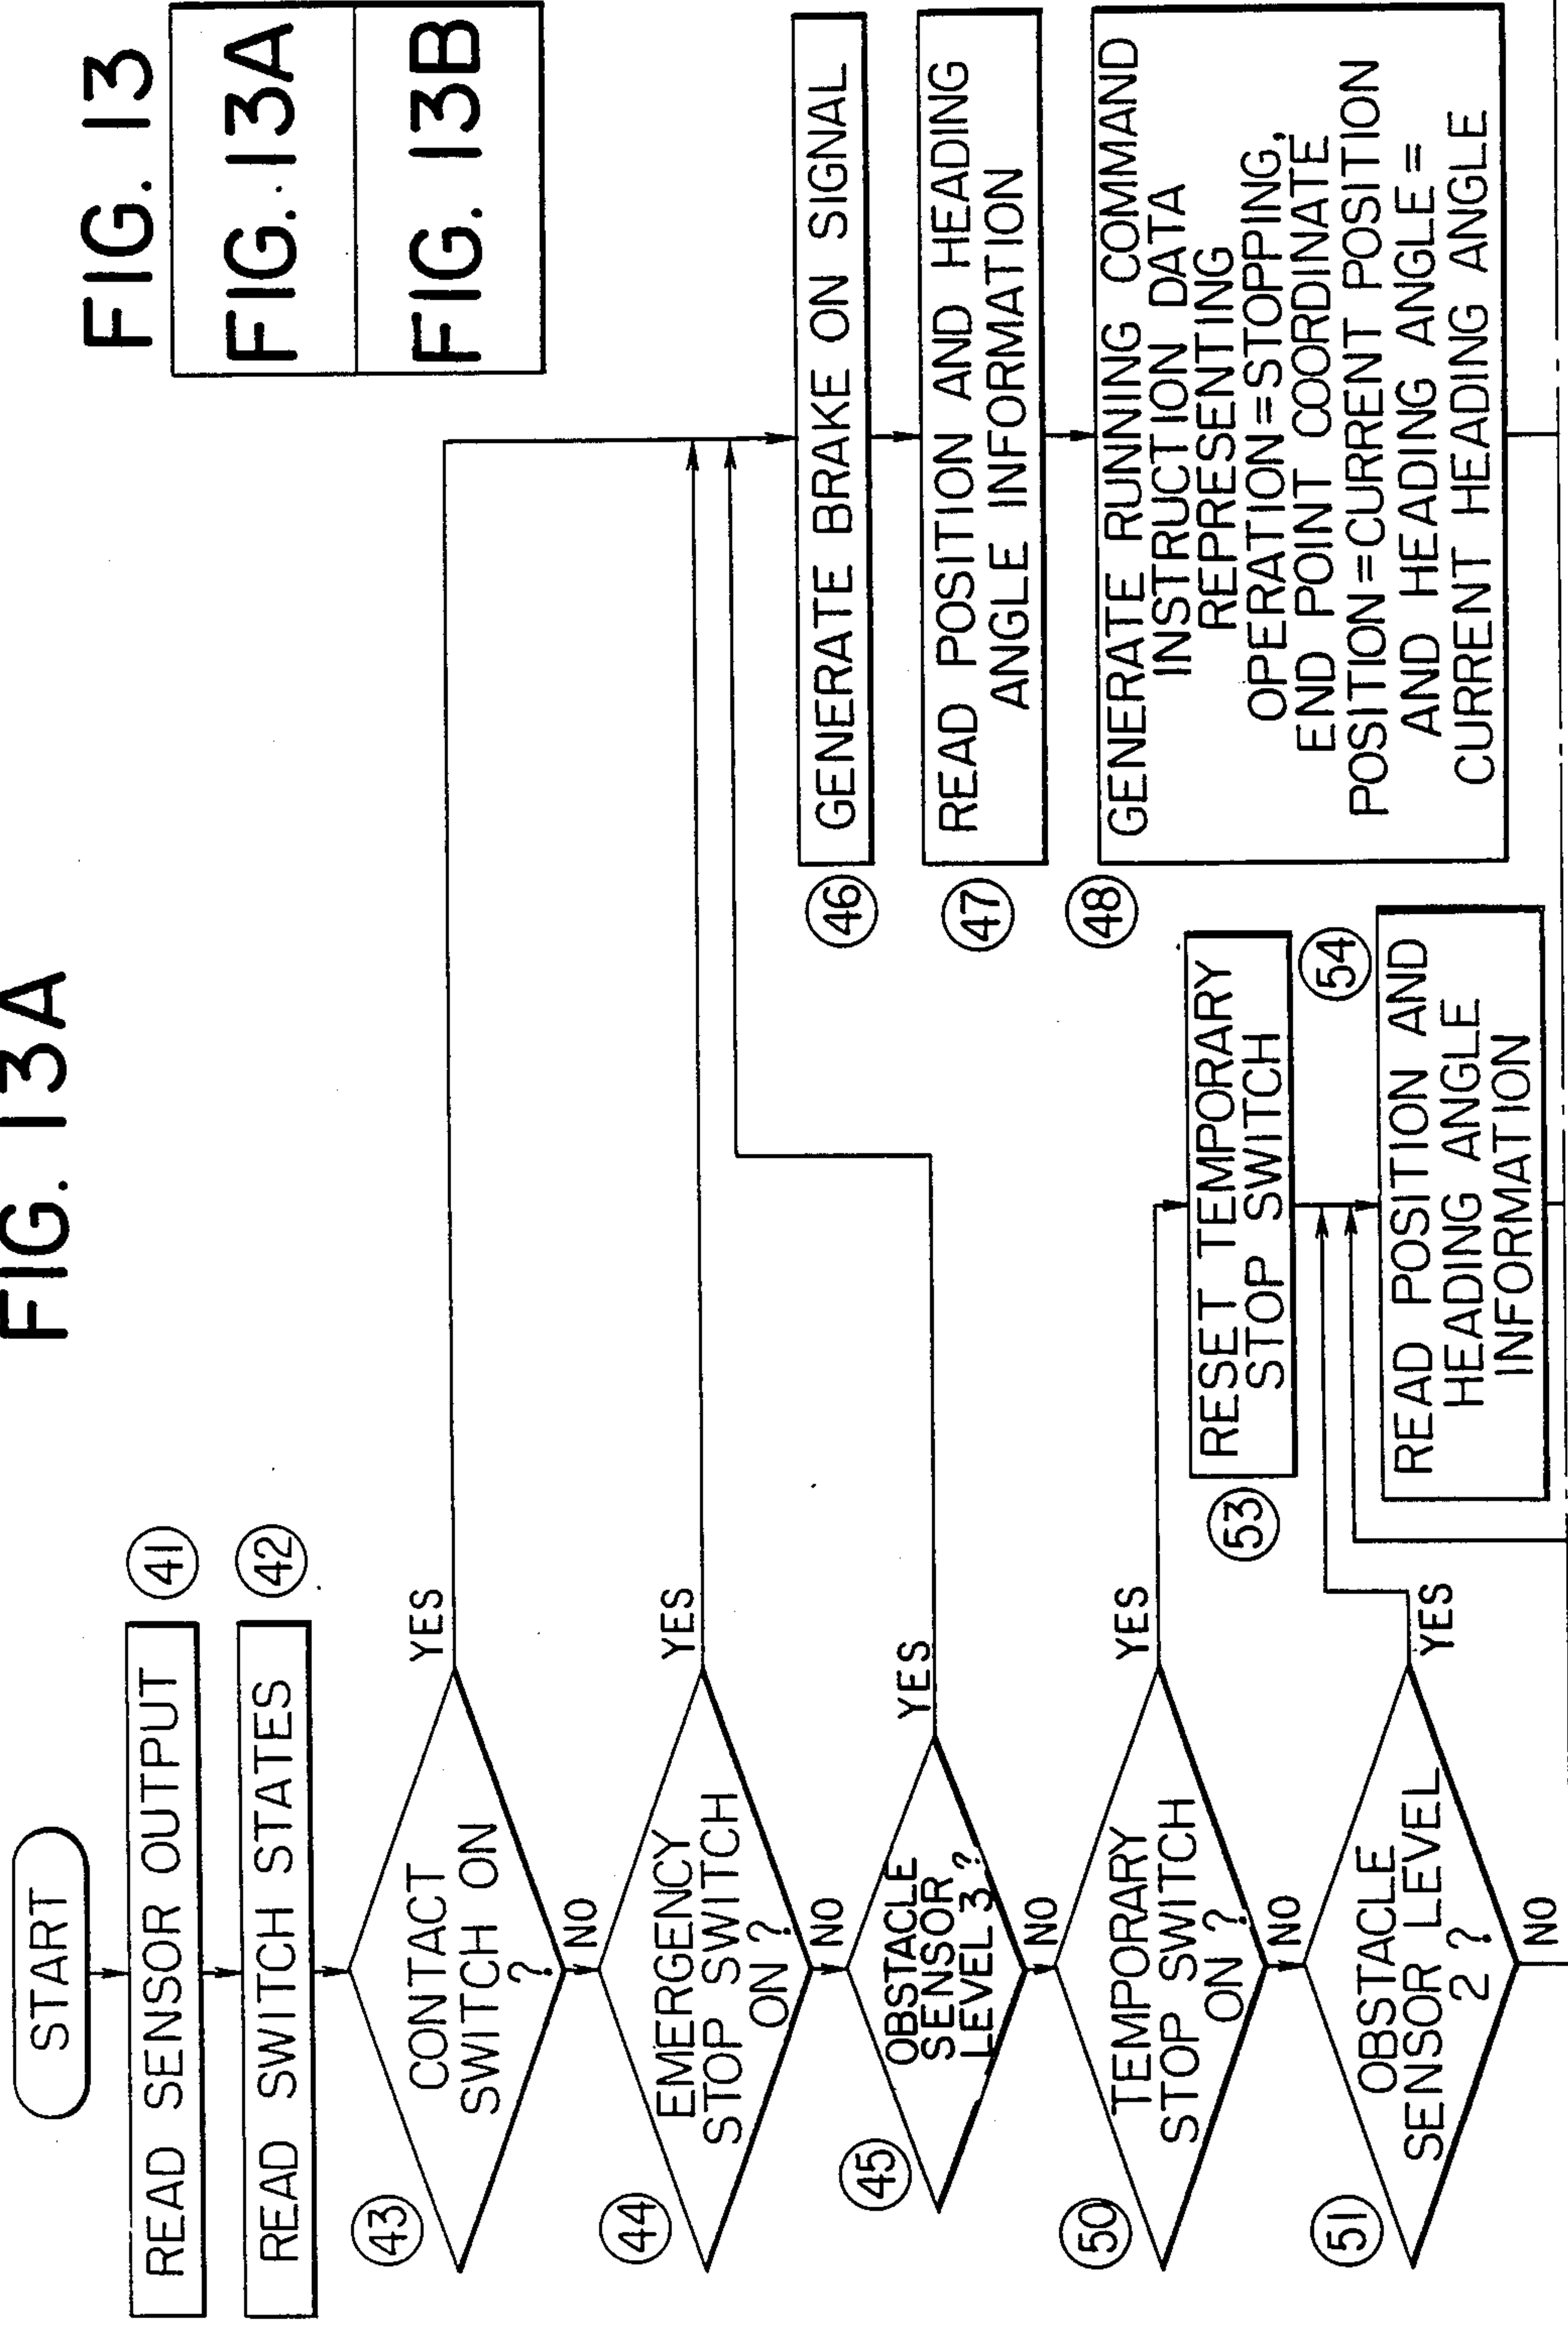 FIG. 13A
FIG. 13
FIG. 13A
FIG. 13B
START
READ SENSOR OUTPUT
41
READ SWITCH STATES
42
43
CONTACT
SWITCH ON
?
YES
NO
44
EMERGENCY
STOP SWITCH
ON ?
YES
NO
45
OBSTACLE
SENSOR
LEVEL 3 ?
YES
NO
46
GENERATE BRAKE ON SIGNAL
47
READ POSITION AND HEADING
ANGLE INFORMATION
48
GENERATE RUNNING COMMAND
INSTRUCTION DATA
REPRESENTING
OPERATION=STOPPING,
END POINT COORDINATE
POSITION=CURRENT POSITION
AND HEADING ANGLE =
CURRENT HEADING ANGLE
50
TEMPORARY
STOP SWITCH
ON ?
YES
NO
53
RESET TEMPORARY
STOP SWITCH
51
OBSTACLE
SENSOR LEVEL
2 ?
YES
NO
54
READ POSITION AND
HEADING ANGLE
INFORMATION